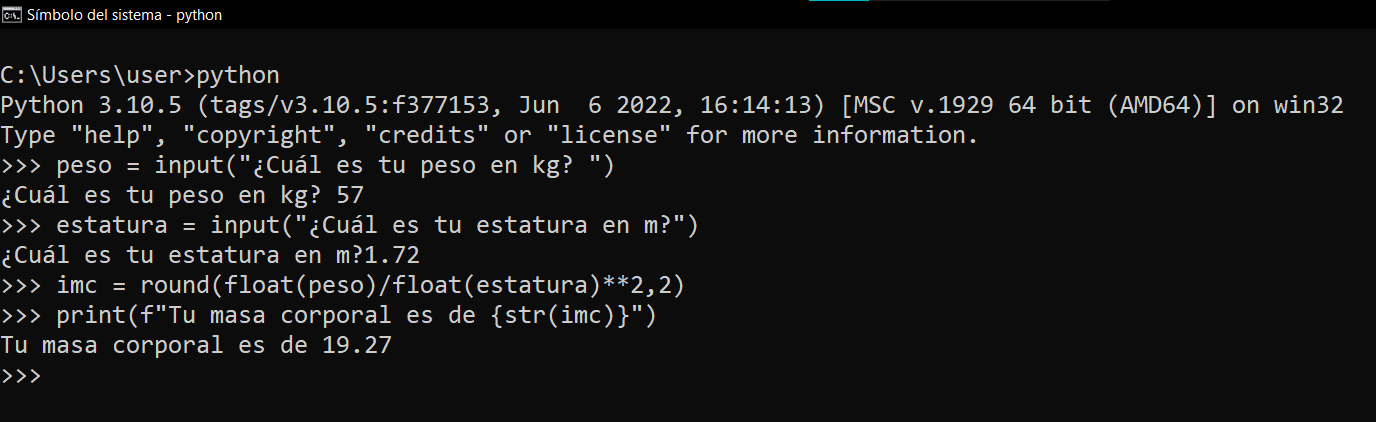 Símbolo del sistema - python
C:\Users\user>python
Python 3.10.5 (tags/v3.10.5:f377153, Jun  6 2022, 16:14:13) [MSC v.1929 64 bit (AMD64)] on win32
Type "help", "copyright", "credits" or "license" for more information.
>>> peso = input("¿Cuál es tu peso en kg? ")
¿Cuál es tu peso en kg? 57
>>> estatura = input("¿Cuál es tu estatura en m?")
¿Cuál es tu estatura en m?1.72
>>> imc = round(float(peso)/float(estatura)**2,2)
>>> print(f"Tu masa corporal es de {str(imc)}")
Tu masa corporal es de 19.27
>>>